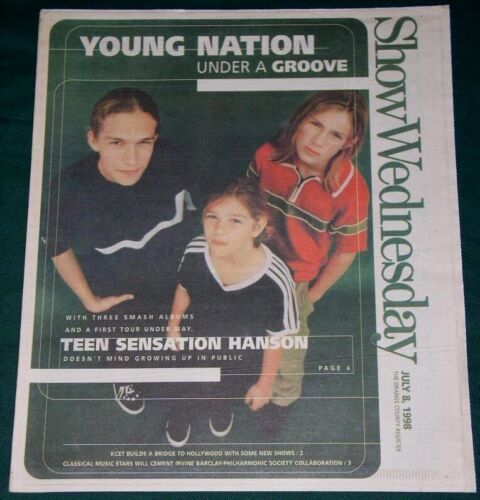 YOUNG NATION
UNDER A GROOVE
Show Wednesday
JULY 8, 1998
THE ORANGE COUNTY REGISTER
WITH THREE SMASH ALBUMS
AND A FIRST TOUR UNDER WAY,
TEEN SENSATION HANSON
DOESN'T MIND GROWING UP IN PUBLIC
PAGE 4
KCET BUILDS A BRIDGE TO HOLLYWOOD WITH SOME NEW SHOWS / 2
CLASSICAL MUSIC STARS WILL CEMENT IRVINE BARCLAY-PHILHARMONIC SOCIETY COLLABORATION / 3